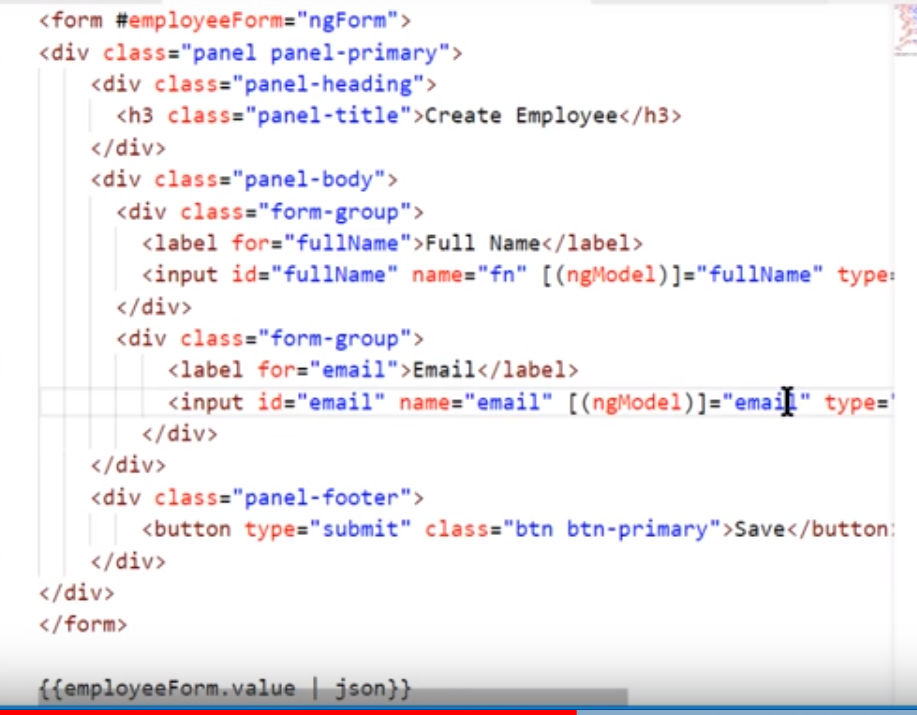 <form #employeeForm="ngForm">
<div class="panel panel-primary">
<div class="panel-heading">
<h3 class="panel-title">Create Employee</h3>
</div>
<div class="panel-body">
<div class="form-group">
<label for="fullName">Full Name</label>
<input id="fullName" name="fn" [(ngModel)]="fullName" type=
</div>
<div class="form-group">
<label for="email">Email</label>
<input id="email" name="email" [(ngModel)]="email" type="
</div>
</div>
<div class="panel-footer">
<button type="submit" class="btn btn-primary">Save</button>
</div>
</div>
</form>
{{employeeForm.value | json}}